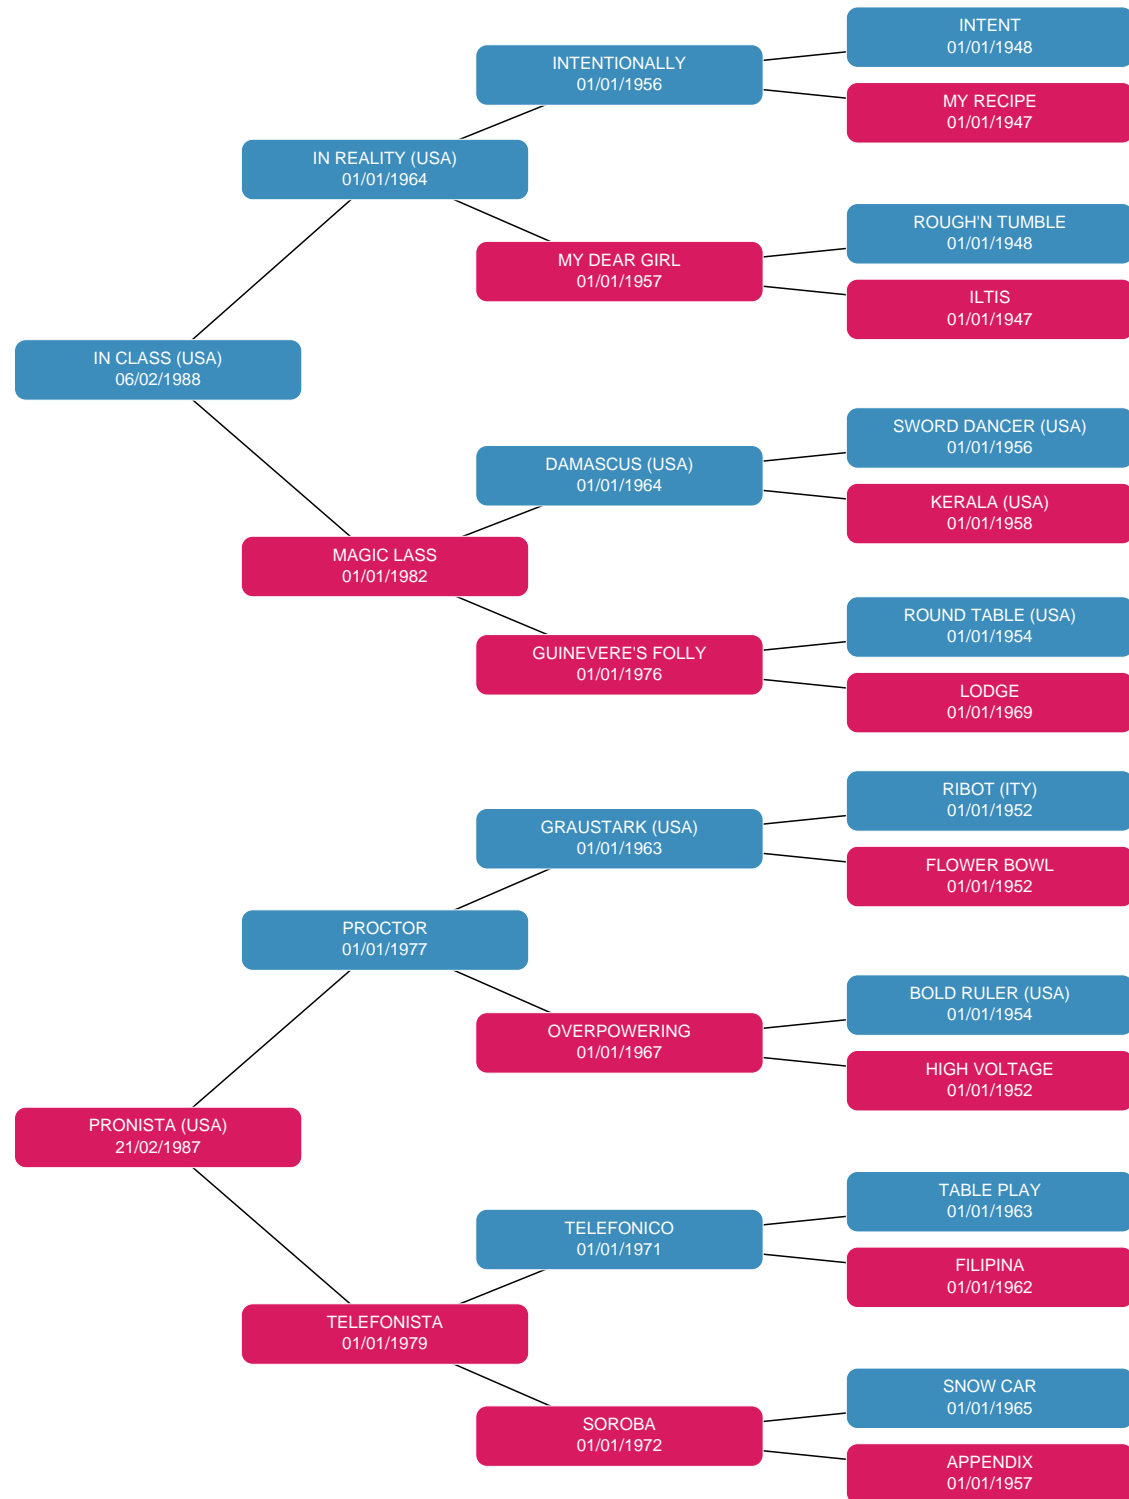 INTENT
01/01/1948
INTENTIONALLY
01/01/1956
MY RECIPE
01/01/1947
IN REALITY (USA)
01/01/1964
ROUGH'N TUMBLE
01/01/1948
MY DEAR GIRL
01/01/1957
ILTIS
01/01/1947
IN CLASS (USA)
06/02/1988
SWORD DANCER (USA)
01/01/1956
DAMASCUS (USA)
01/01/1964
KERALA (USA)
01/01/1958
MAGIC LASS
01/01/1982
ROUND TABLE (USA)
01/01/1954
GUINEVERE'S FOLLY
01/01/1976
LODGE
01/01/1969
RIBOT (ITY)
01/01/1952
GRAUSTARK (USA)
01/01/1963
FLOWER BOWL
01/01/1952
PROCTOR
01/01/1977
BOLD RULER (USA)
01/01/1954
OVERPOWERING
01/01/1967
HIGH VOLTAGE
01/01/1952
PRONISTA (USA)
21/02/1987
TABLE PLAY
01/01/1963
TELEFONICO
01/01/1971
FILIPINA
01/01/1962
TELEFONISTA
01/01/1979
SNOW CAR
01/01/1965
SOROBA
01/01/1972
APPENDIX
01/01/1957